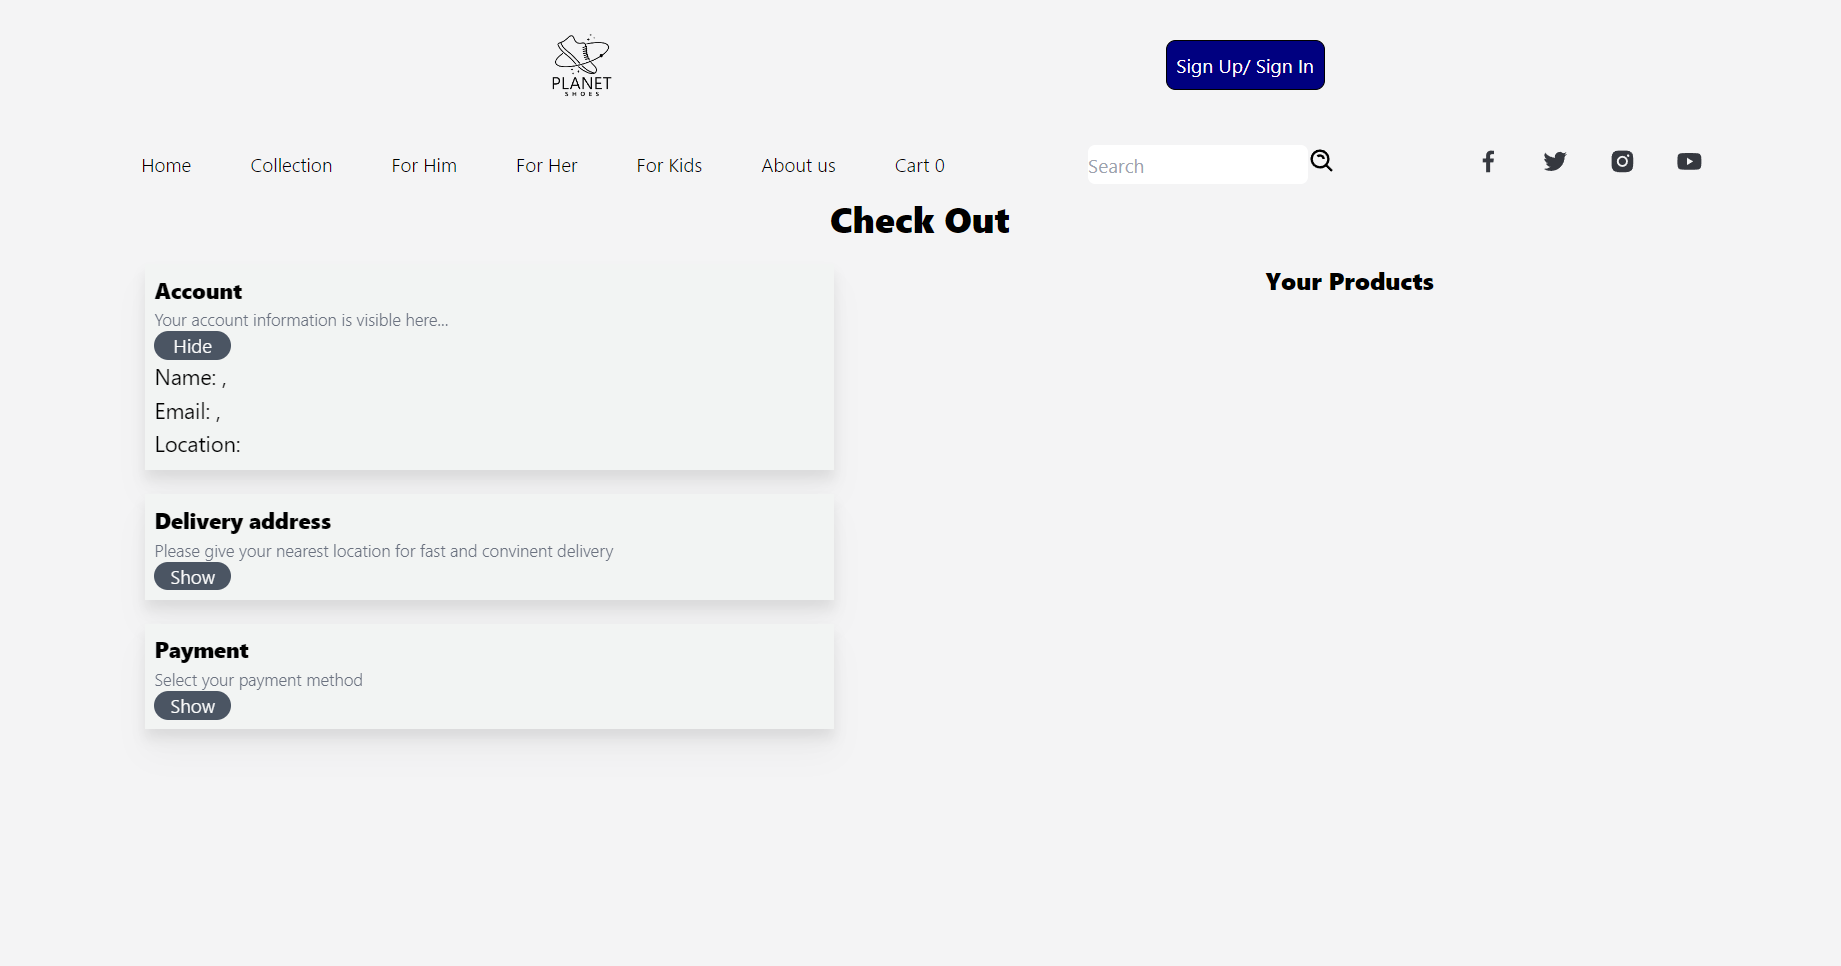 PLANET
SHOES
Sign Up/ Sign In
Home Collection For Him For Her For Kids About us Cart 0 Search
Check Out
Account
Your account information is visible here...
Hide
Name: ,
Email: ,
Location:
Delivery address
Please give your nearest location for fast and convinent delivery
Show
Payment
Select your payment method
Show
Your Products